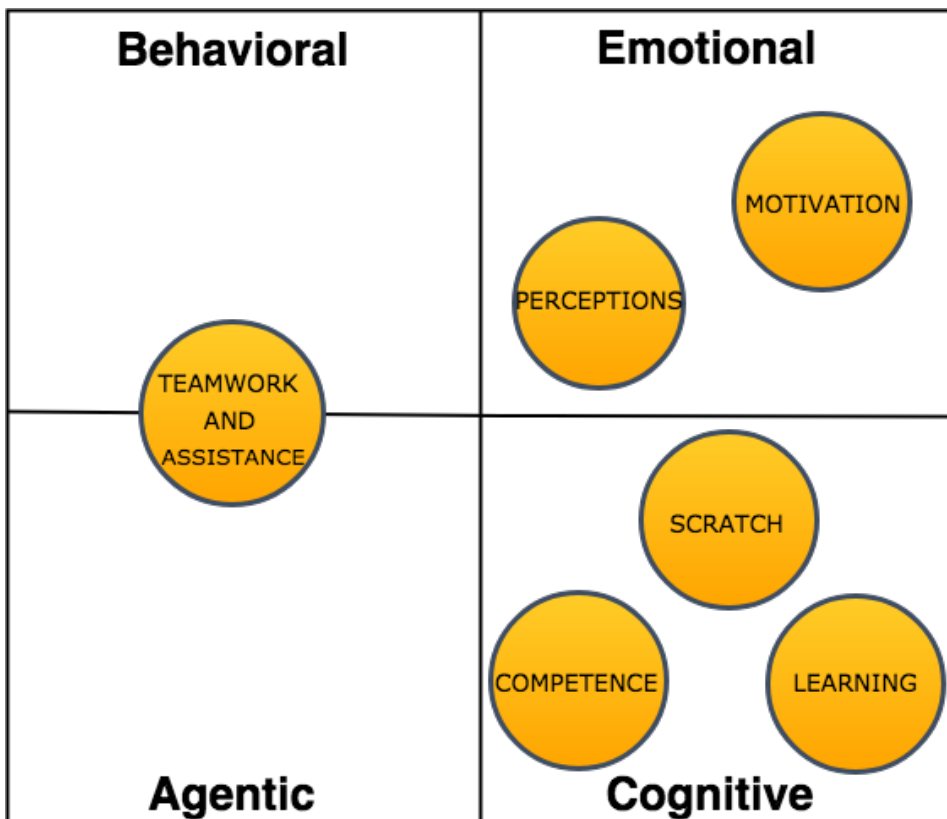 Behavioral
Emotional
MOTIVATION
PERCEPTIONS
TEAMWORK
AND
ASSISTANCE
SCRATCH
COMPETENCE
LEARNING
Agentic
Cognitive